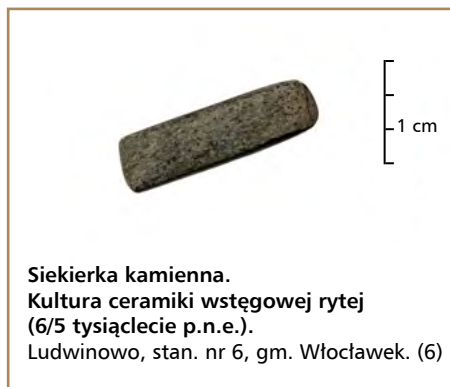 1 cm
Siekierka kamienna.
Kultura ceramiki wstęgowej rytej
(6/5 tysiąclecie p.n.e.).
Ludwinowo, stan. nr 6, gm. Włocławek. (6)